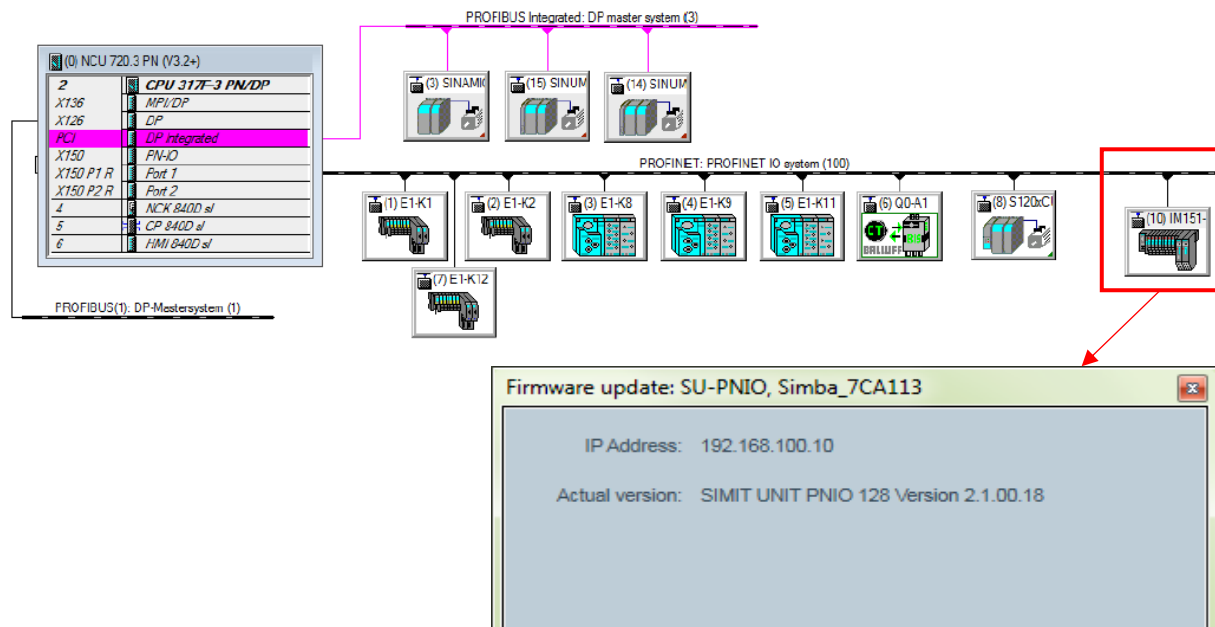 PROFIBUS Integrated: DP master system (3)
(0) NCU 720.3 PN (V3.2+)
2 CPU 317F-3 PN/DP
X136 MPI/DP
X126 DP
PCI DP Integrated
X150 PN-IO
X150 P1 R Port 1
X150 P2 R Port 2
4 NCK 840D sl
5 CP 840D sl
6 HMI 840D sl
(3) SINAMIC
(15) SINUM
(14) SINUM
PROFINET: PROFINET IO system (100)
(1) E1-K1
(2) E1-K2
(3) E1-K8
(4) E1-K9
(5) E1-K11
(6) Q0-A1
CT
BIS
BALLUFF
(8) S120xCU
(10) IM151-
(7) E1-K12
PROFIBUS(1): DP-Mastersystem (1)
Firmware update: SU-PNIO, Simba_7CA113
IP Address: 192.168.100.10
Actual version: SIMIT UNIT PNIO 128 Version 2.1.00.18